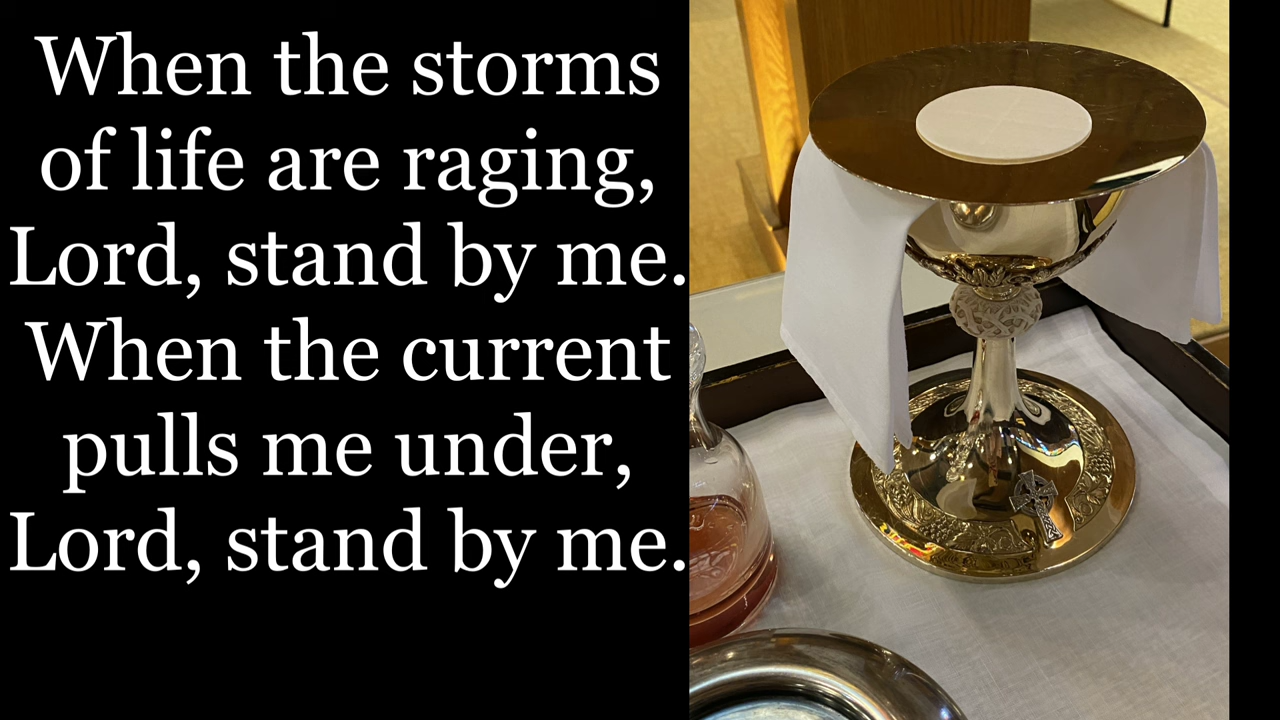 When the storms
of life are raging,
Lord, stand by me.
When the current
pulls me under,
Lord, stand by me.